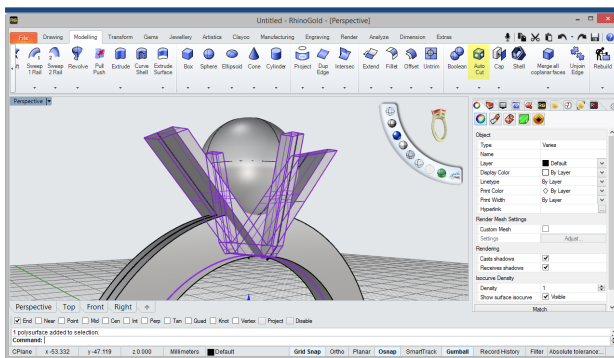 Untitled - RhinoGold - [Perspective]
File Drawing Modelling Transform Gems Jewellery Artistics Clayoo Manufacturing Engraving Render Analyze Dimension Extras
ft Sweep 1 Rail Sweep 2 Rail Revolve Pull Push Extrude Curve Shell Extrude Surface Box Sphere Ellipsoid Cone Cylinder Project Dup Edge Intersec Extend Fillet Offset Untrim Boolean Auto Cut Cap Shell Merge all coplanar faces Unjoin Edge Rebuild
Perspective
Object
Type Varies
Name
Layer Default
Display Color By Layer
Linetype By Layer
Print Color By Layer
Print Width By Layer
Hyperlink
Render Mesh Settings
Custom Mesh
Settings Adjust...
Rendering
Casts shadows
Receives shadows
Isocurve Density
Density 1
Show surface isocurve Visible
Match
Perspective Top Front Right
End Near Point Mid Cen Int Perp Tan Quad Knot Vertex Project Disable
1 polysurface added to selection.
Command:
CPlane x -53.332 y -47.119 z 0.000 Millimeters Default Grid Snap Ortho Planar Osnap SmartTrack Gumball Record History Filter Absolute tolerance...